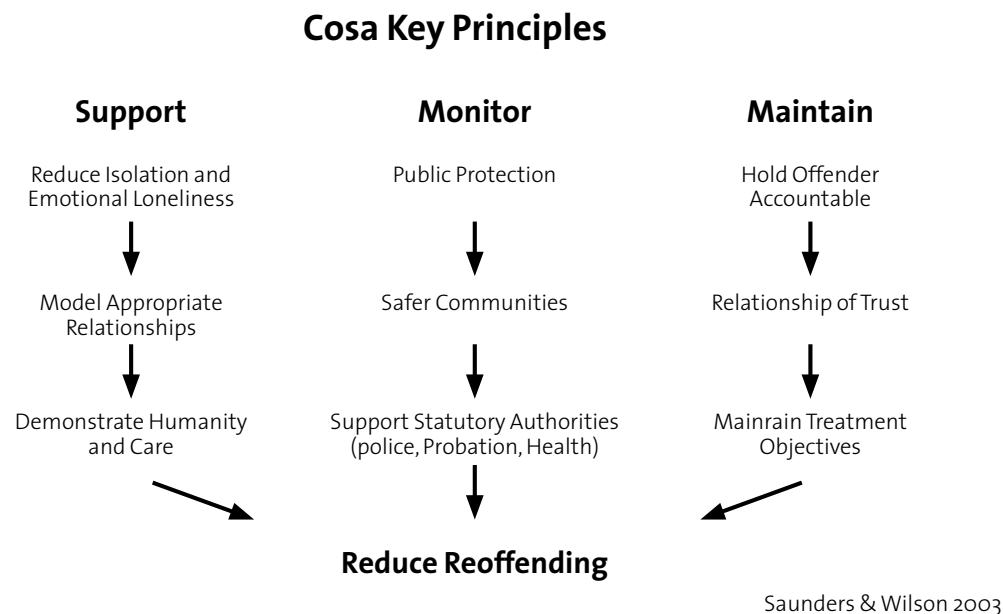 Cosa Key Principles
Support
Reduce Isolation and
Emotional Loneliness
Model Appropriate
Relationships
Demonstrate Humanity
and Care
Monitor
Public Protection
Safer Communities
Support Statutory Authorities
(police, Probation, Health)
Maintain
Hold Offender
Accountable
Relationship of Trust
Mainrain Treatment
Objectives
Reduce Reoffending
Saunders & Wilson 2003